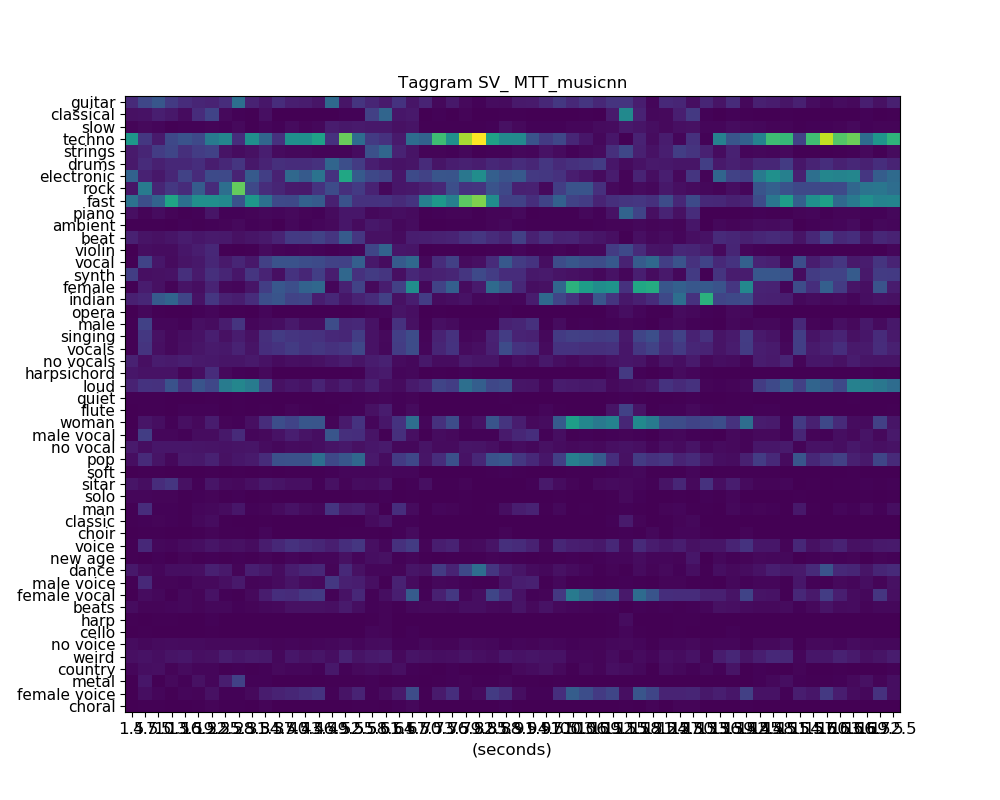 Taggram SV_ MTT_musicnn
guitar
classical
slow
techno
strings
drums
electronic
rock
fast
piano
ambient
beat
violin
vocal
synth
female
indian
opera
male
singing
vocals
no vocals
harpsichord
loud
quiet
flute
woman
male vocal
no vocal
pop
soft
sitar
solo
man
classic
choir
voice
new age
dance
male voice
female vocal
beats
harp
cello
no voice
weird
country
metal
female voice
choral
(seconds)